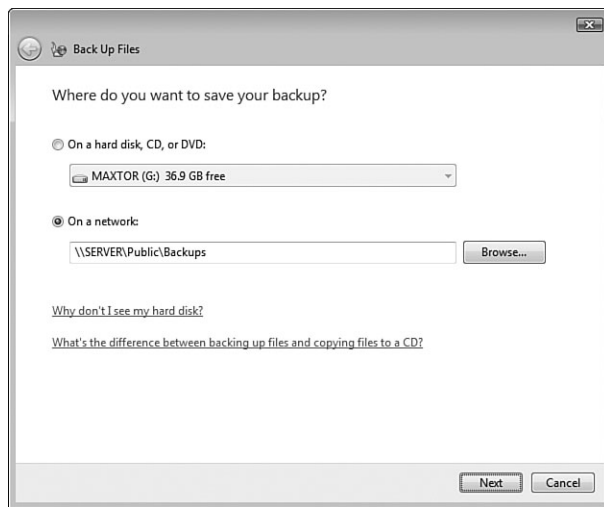 Back Up Files
Where do you want to save your backup?
On a hard disk, CD, or DVD:
MAXTOR (G:) 36.9 GB free
On a network:
\\SERVER\Public\Backups
Browse...
Why don't I see my hard disk?
What's the difference between backing up files and copying files to a CD?
Next
Cancel